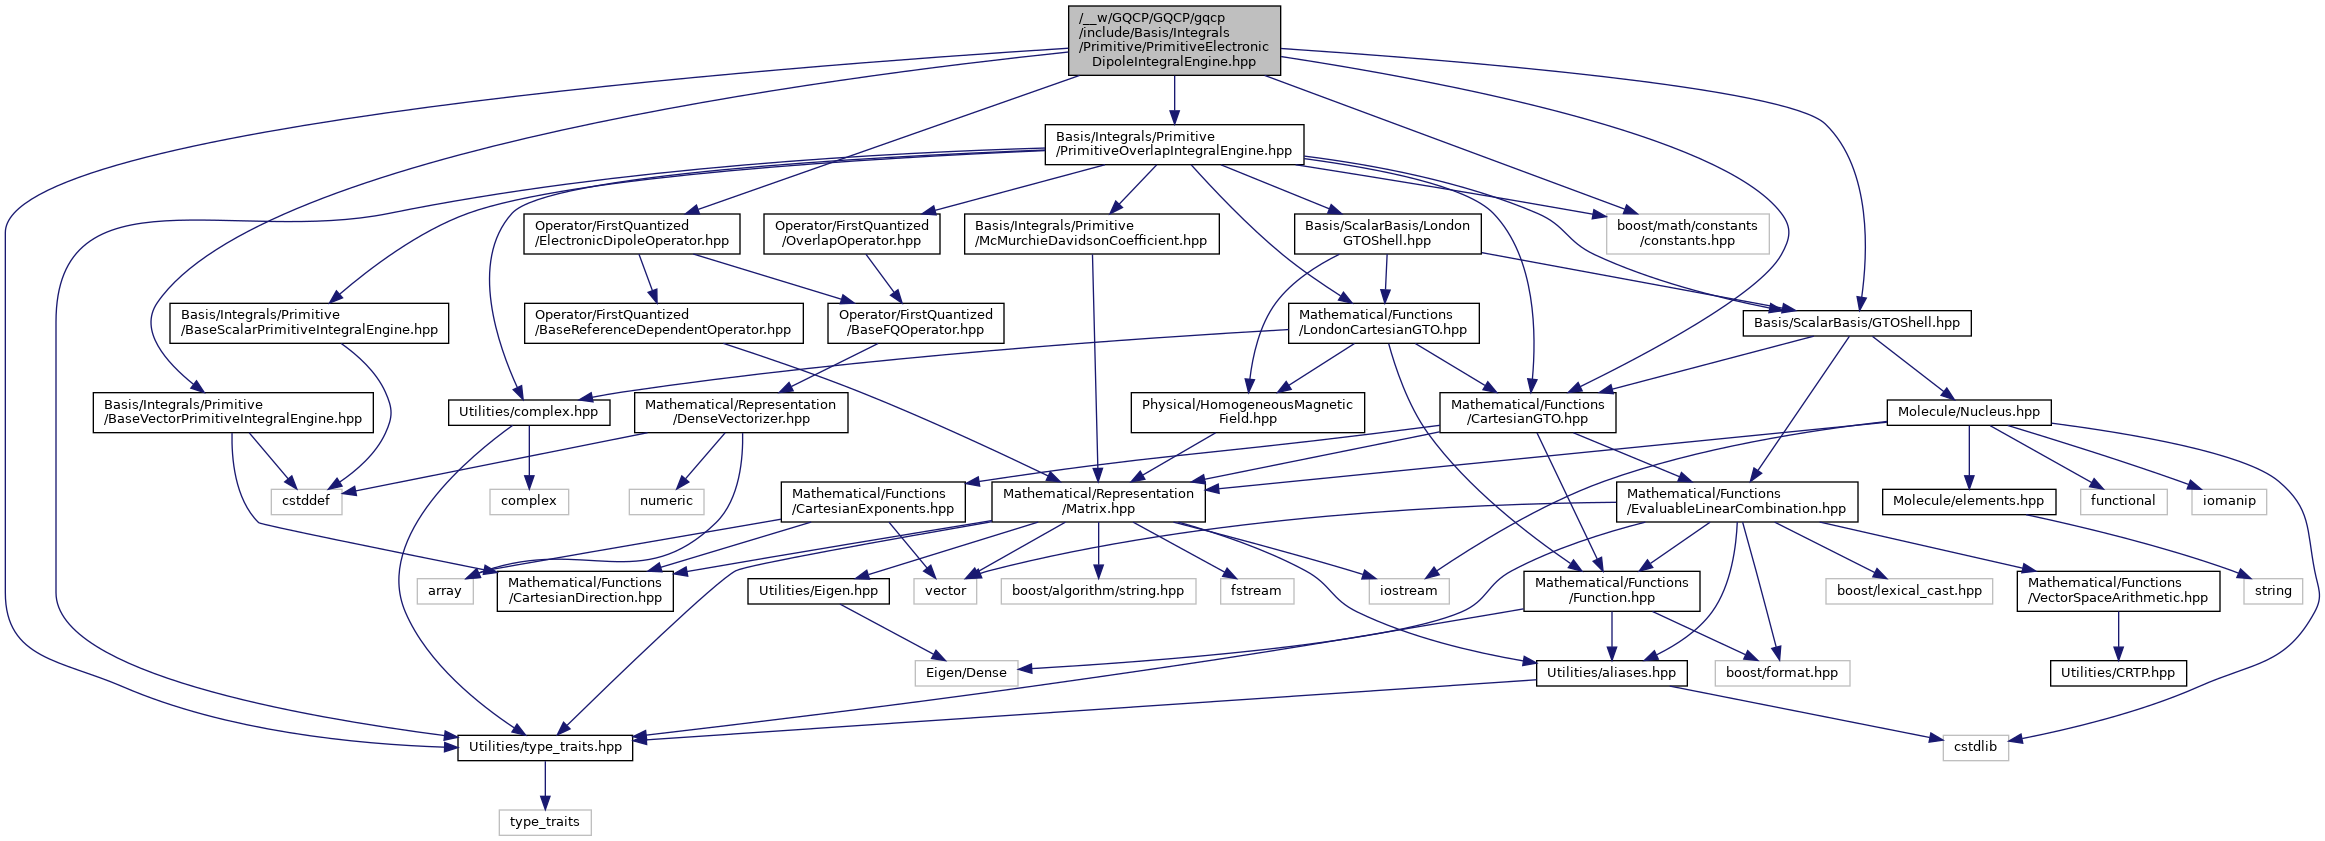 /__w/GQCP/GQCP/gqcp
/include/Basis/Integrals
/Primitive/PrimitiveElectronic
DipoleIntegralEngine.hpp
Basis/Integrals/Primitive
/PrimitiveOverlapIntegralEngine.hpp
Operator/FirstQuantized
/ElectronicDipoleOperator.hpp
Operator/FirstQuantized
/OverlapOperator.hpp
Basis/Integrals/Primitive
/McMurchieDavidsonCoefficient.hpp
Basis/ScalarBasis/London
GTOShell.hpp
boost/math/constants
/constants.hpp
Basis/Integrals/Primitive
/BaseScalarPrimitiveIntegralEngine.hpp
Operator/FirstQuantized
/BaseReferenceDependentOperator.hpp
Operator/FirstQuantized
/BaseFQOperator.hpp
Mathematical/Functions
/LondonCartesianGTO.hpp
Basis/ScalarBasis/GTOShell.hpp
Basis/Integrals/Primitive
/BaseVectorPrimitiveIntegralEngine.hpp
Utilities/complex.hpp
Mathematical/Representation
/DenseVectorizer.hpp
Physical/HomogeneousMagnetic
Field.hpp
Mathematical/Functions
/CartesianGTO.hpp
Molecule/Nucleus.hpp
cstddef
complex
numeric
Mathematical/Functions
/CartesianExponents.hpp
Mathematical/Representation
/Matrix.hpp
Mathematical/Functions
/EvaluableLinearCombination.hpp
Molecule/elements.hpp
functional
iomanip
array
Mathematical/Functions
/CartesianDirection.hpp
Utilities/Eigen.hpp
vector
boost/algorithm/string.hpp
fstream
iostream
Mathematical/Functions
/Function.hpp
boost/lexical_cast.hpp
Mathematical/Functions
/VectorSpaceArithmetic.hpp
string
Eigen/Dense
Utilities/aliases.hpp
boost/format.hpp
Utilities/CRTP.hpp
Utilities/type_traits.hpp
cstdlib
type_traits